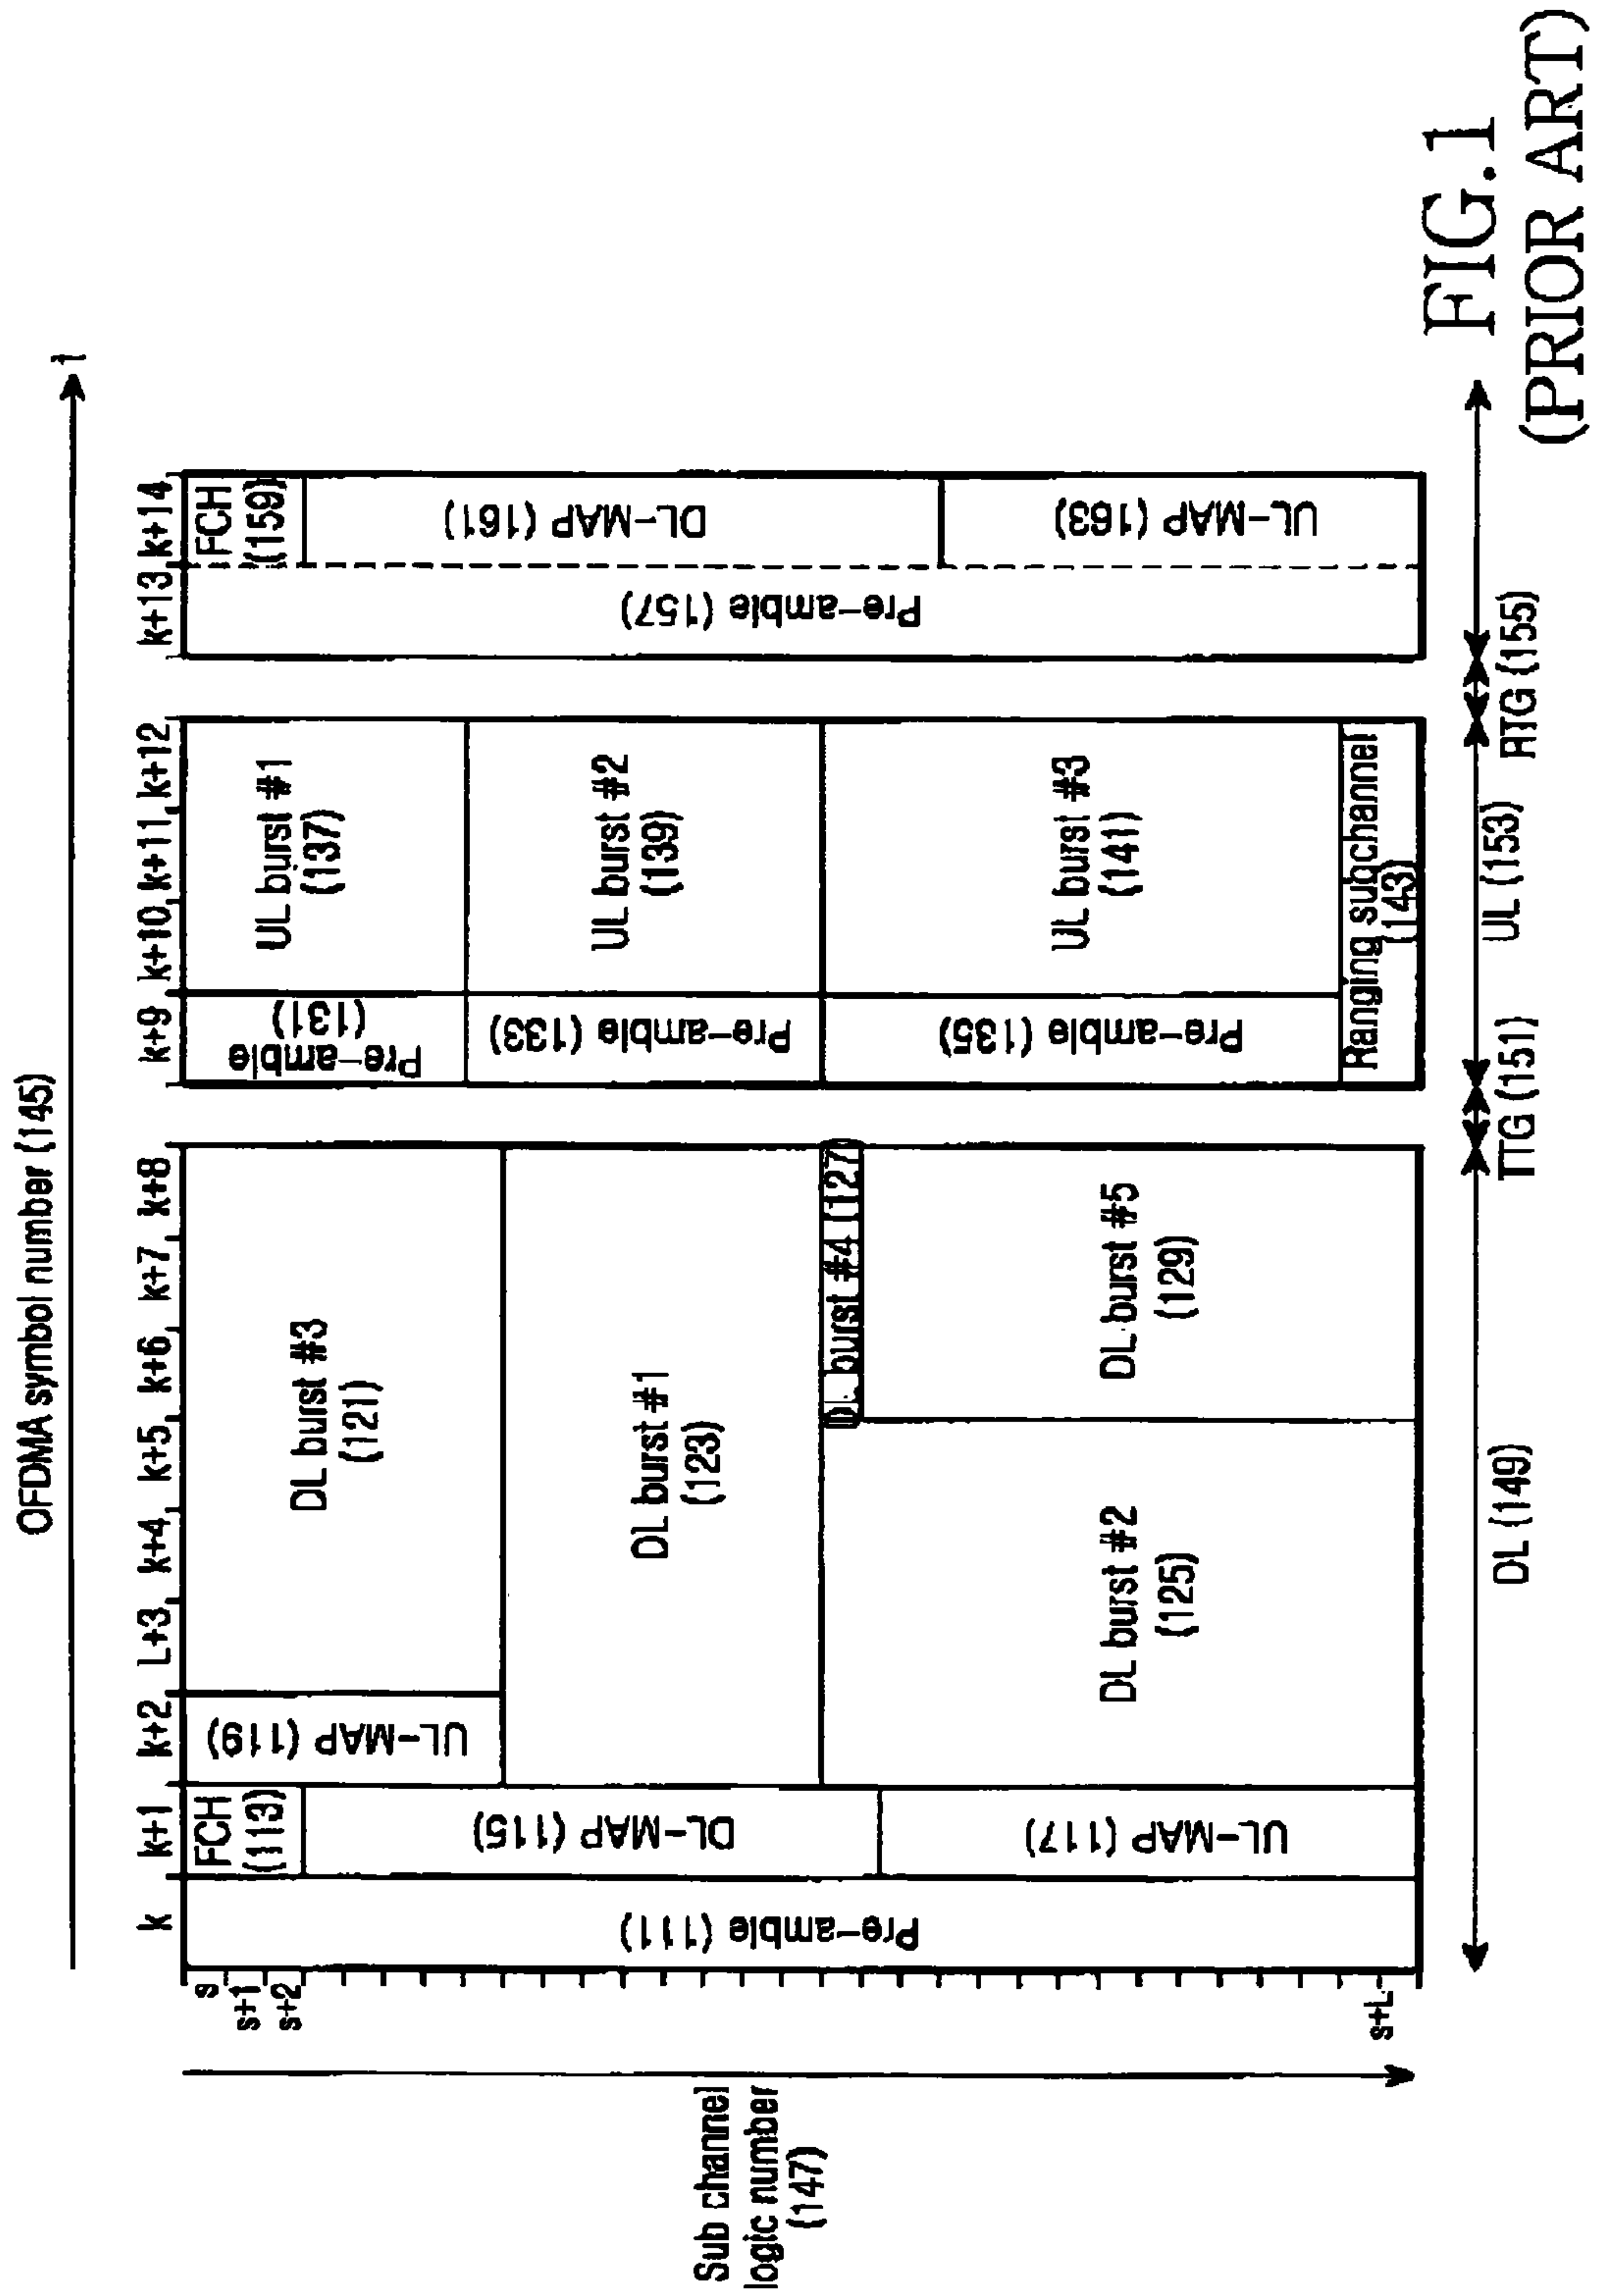 OFDMA symbol number (145)
k
k+1
k+2
L+3
k+4
k+5
k+6
k+7
k+8
k+9
k+10
k+11
k+12
k+13
k+14
Sub channel
logic number
(147)
s
s+1
s+2
s+L
Pre-amble (111)
FCH
(113)
DL-MAP (115)
UL-MAP (117)
UL-MAP (119)
DL burst #3
(121)
DL burst #1
(123)
DL burst #2
(125)
DL burst #4 (127)
DL burst #5
(129)
Pre-amble
(131)
Pre-amble (133)
Pre-amble (135)
UL burst #1
(137)
UL burst #2
(139)
UL burst #3
(141)
Ranging subchannel
(143)
Pre-amble (157)
FCH
(159)
DL-MAP (161)
UL-MAP (163)
DL (149)
TTG (151)
UL (153)
RTG (155)
FIG.1
(PRIOR ART)